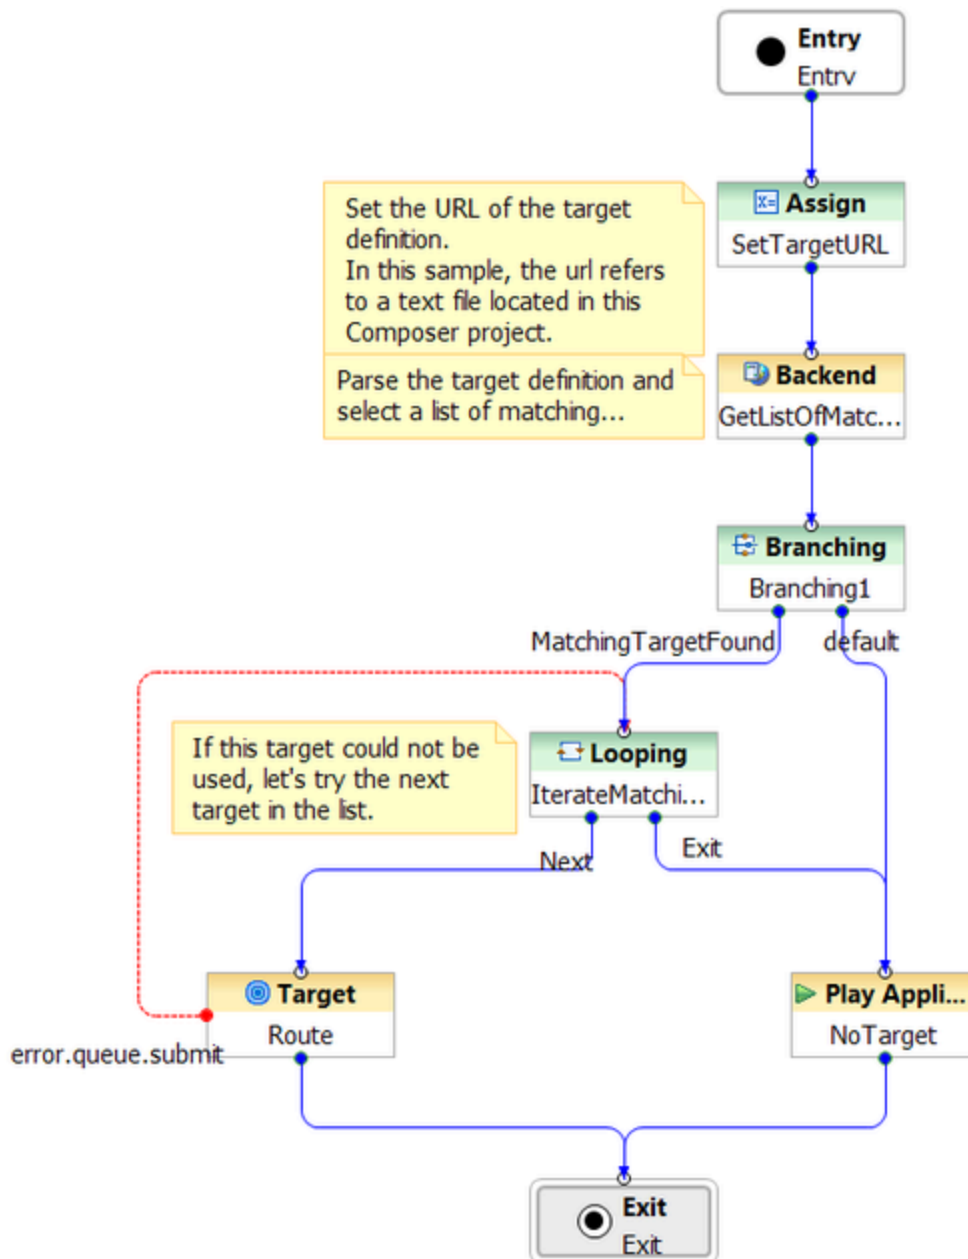 Entry
Entry
Set the URL of the target
definition.
In this sample, the url refers
to a text file located in this
Composer project.
Assign
SetTargetURL
Parse the target definition and
select a list of matching...
Backend
GetListOfMatc...
Branching
Branching1
MatchingTargetFound
default
If this target could not be
used, let's try the next
target in the list.
Looping
IterateMatchi...
Next
Exit
Target
Route
error.queue.submit
Play Appli...
NoTarget
Exit
Exit